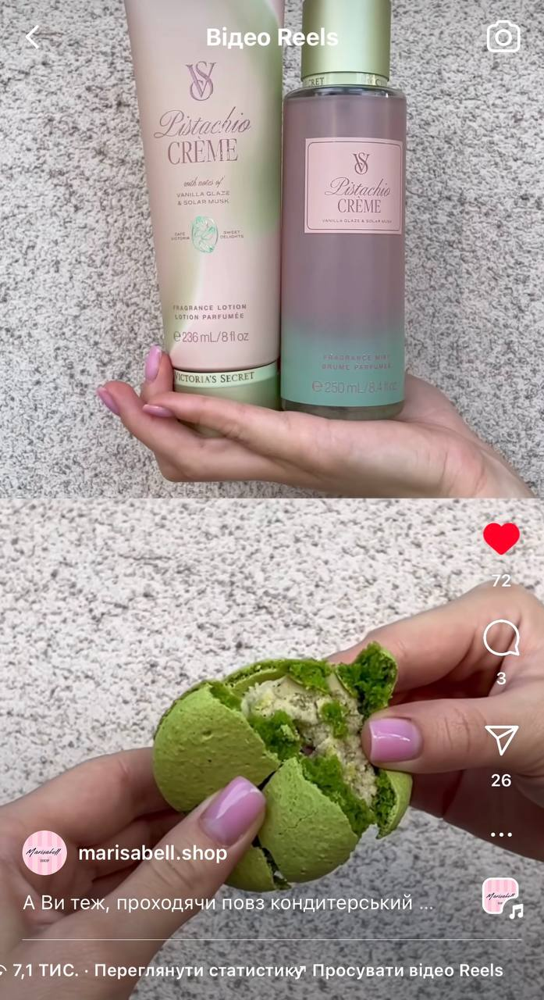 Відео Reels
VS
Pistachio
CRÈME
with notes of
VANILLA GLAZE
& SOLAR MUSK
CAFÉ
VICTORIA
SWEET
DELIGHTS
FRAGRANCE LOTION
LOTION PARFUMÉE
℮ 236 mL/8 fl oz
VICTORIA'S SECRET
VS
Pistachio
CRÈME
VANILLA GLAZE & SOLAR MUSK
FRAGRANCE MIST
BRUME PARFUMÉE
℮ 250 mL/8.4 fl oz
72
3
26
marisabell.shop
А Ви теж, проходячи повз кондитерський ...
7,1 ТИС. · Переглянути статистику
Просувати відео Reels